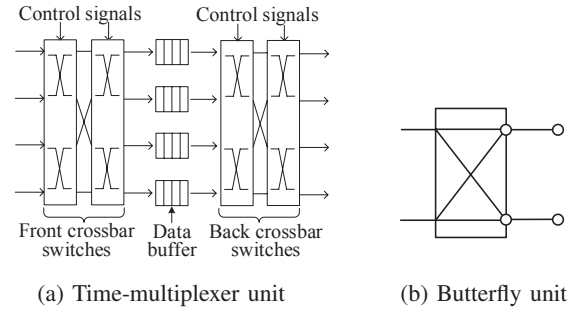 Control signals
Control signals
Front crossbar
switches
Data
buffer
Back crossbar
switches
(a) Time-multiplexer unit
(b) Butterfly unit